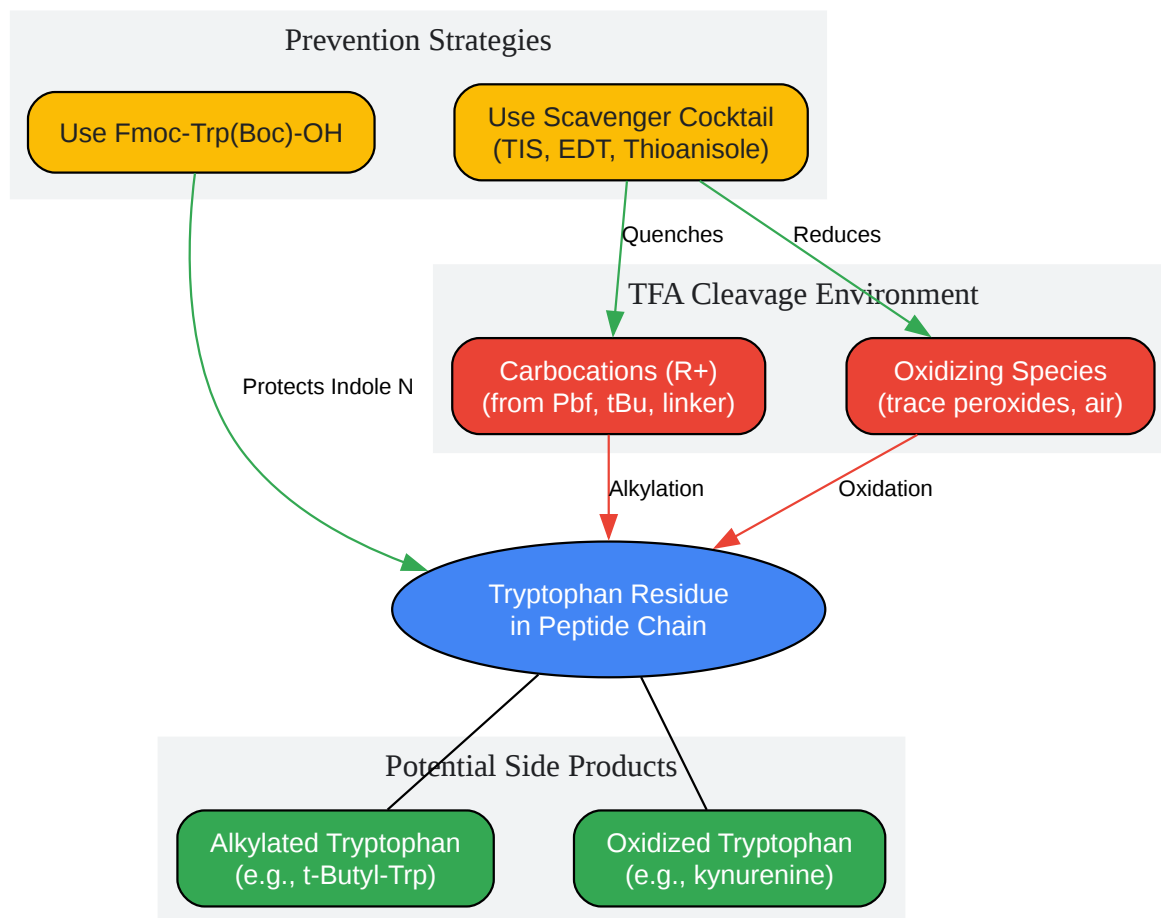 Prevention Strategies
Use Fmoc-Trp(Boc)-OH
Use Scavenger Cocktail
(TIS, EDT, Thioanisole)
Quenches
Reduces
TFA Cleavage Environment
Carbocations (R+)
(from Pbf, tBu, linker)
Oxidizing Species
(trace peroxides, air)
Protects Indole N
Alkylation
Oxidation
Tryptophan Residue
in Peptide Chain
Potential Side Products
Alkylated Tryptophan
(e.g., t-Butyl-Trp)
Oxidized Tryptophan
(e.g., kynurenine)